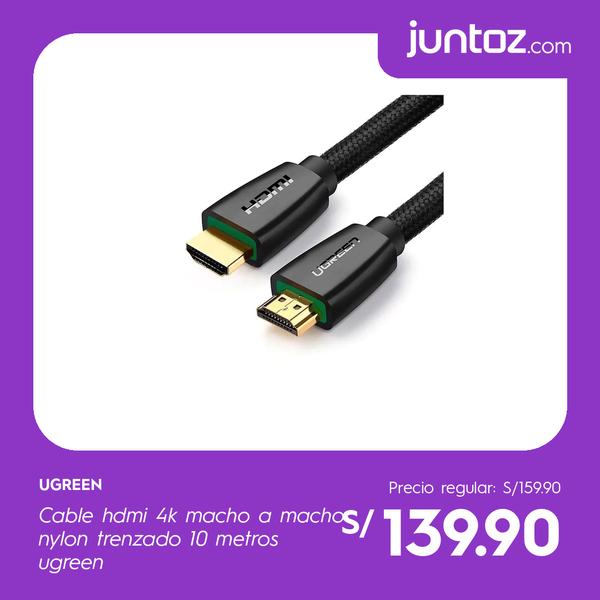 juntoz.com
HDMI
UGREEN
UGREEN
Precio regular: S/159.90
Cable hdmi 4k macho a macho
nylon trenzado 10 metros
ugreen
S/139.90